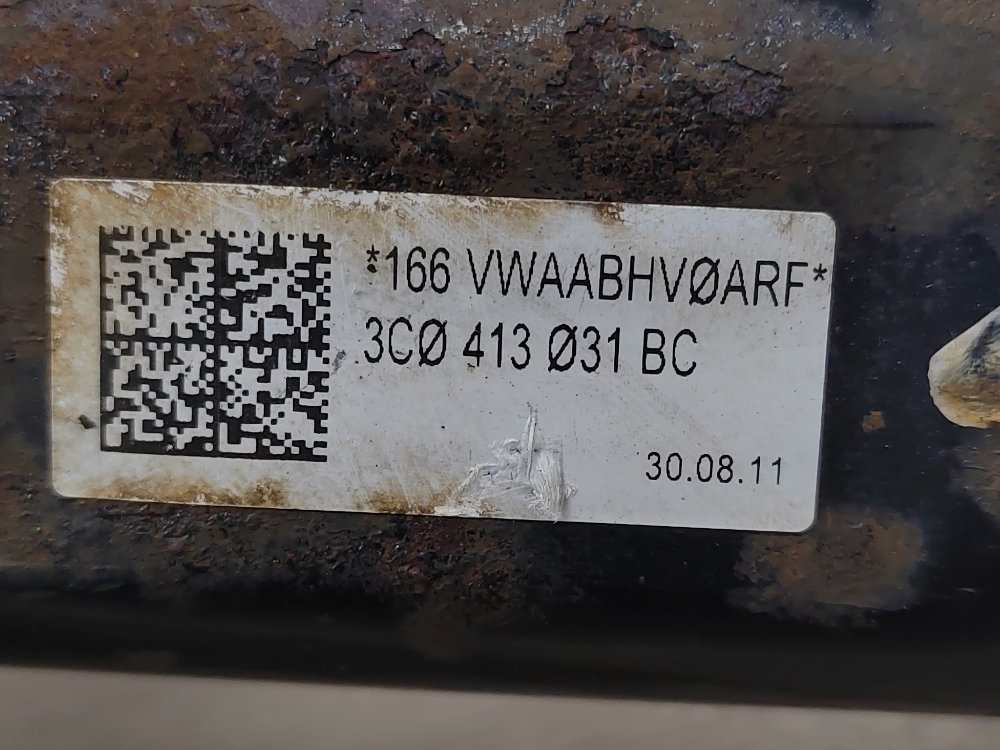 *166 VWAABHVØARF*
3CØ 413 Ø31 BC
30.08.11